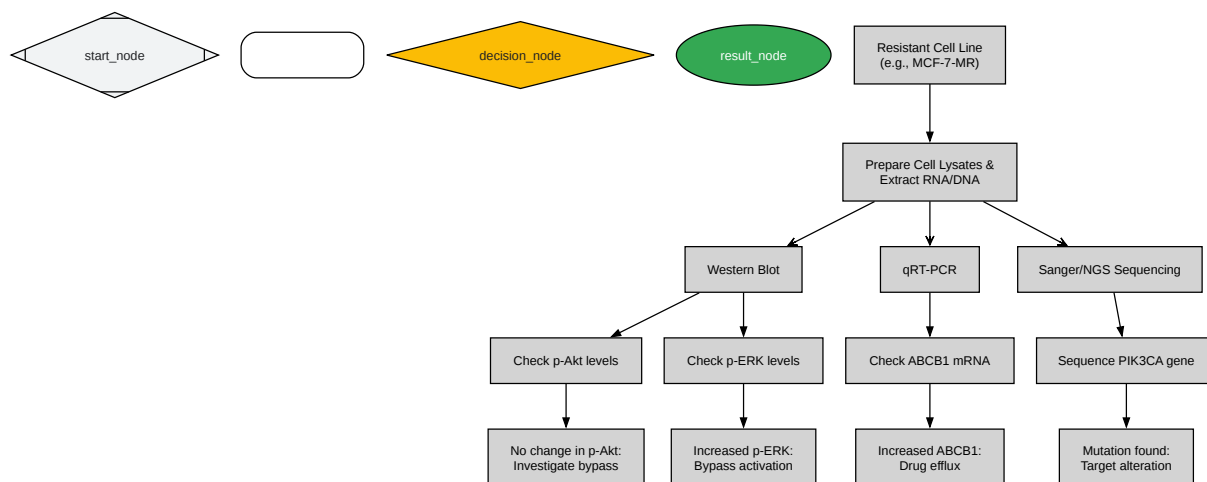 start_node
decision_node
result_node
Resistant Cell Line
(e.g., MCF-7-MR)
Prepare Cell Lysates &
Extract RNA/DNA
Western Blot
qRT-PCR
Sanger/NGS Sequencing
Check p-Akt levels
Check p-ERK levels
Check ABCB1 mRNA
Sequence PIK3CA gene
No change in p-Akt:
Investigate bypass
Increased p-ERK:
Bypass activation
Increased ABCB1:
Drug efflux
Mutation found:
Target alteration